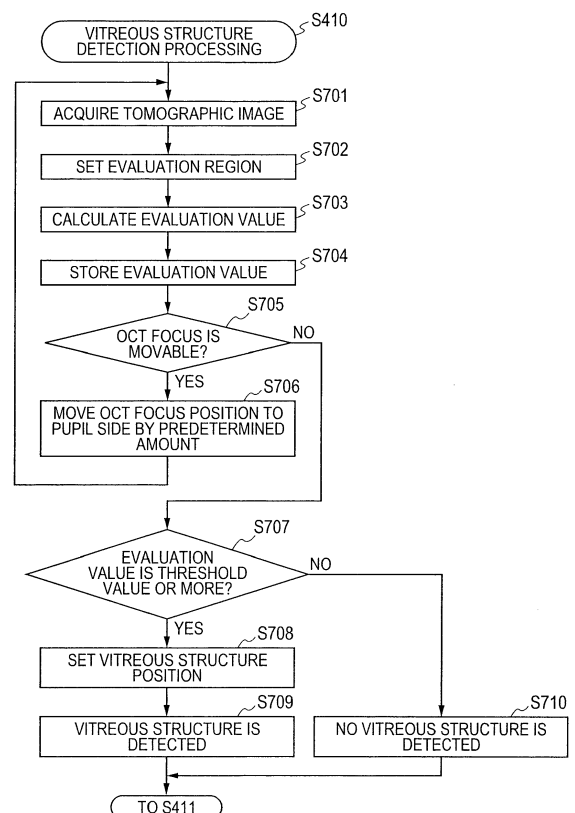 S410
VITREOUS STRUCTURE
DETECTION PROCESSING
S701
ACQUIRE TOMOGRAPHIC IMAGE
S702
SET EVALUATION REGION
S703
CALCULATE EVALUATION VALUE
S704
STORE EVALUATION VALUE
S705
OCT FOCUS IS
MOVABLE?
NO
YES
S706
MOVE OCT FOCUS POSITION TO
PUPIL SIDE BY PREDETERMINED
AMOUNT
S707
EVALUATION
VALUE IS THRESHOLD
VALUE OR MORE?
NO
YES
S708
SET VITREOUS STRUCTURE
POSITION
S709
VITREOUS STRUCTURE IS
DETECTED
S710
NO VITREOUS STRUCTURE IS
DETECTED
TO S411